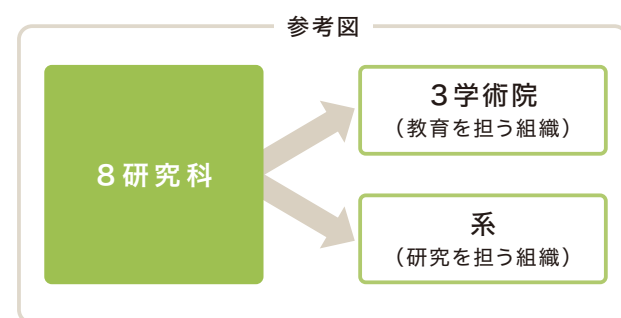 参考図
8研究科
3学術院
（教育を担う組織）
系
（研究を担う組織）